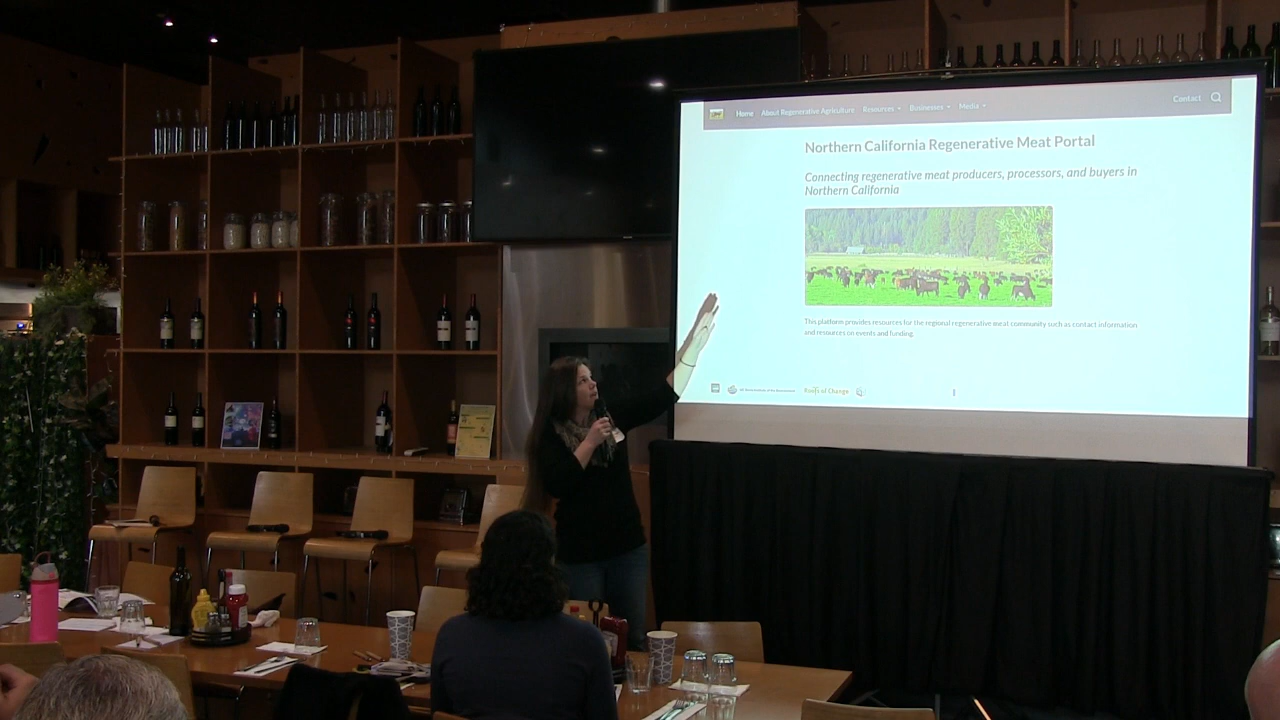 Home About Regenerative Agriculture Resources Businesses Media Contact
Northern California Regenerative Meat Portal
Connecting regenerative meat producers, processors, and buyers in
Northern California
This platform provides resources for the regional regenerative meat community such as contact information
and resources on events and funding.
Roots of Change